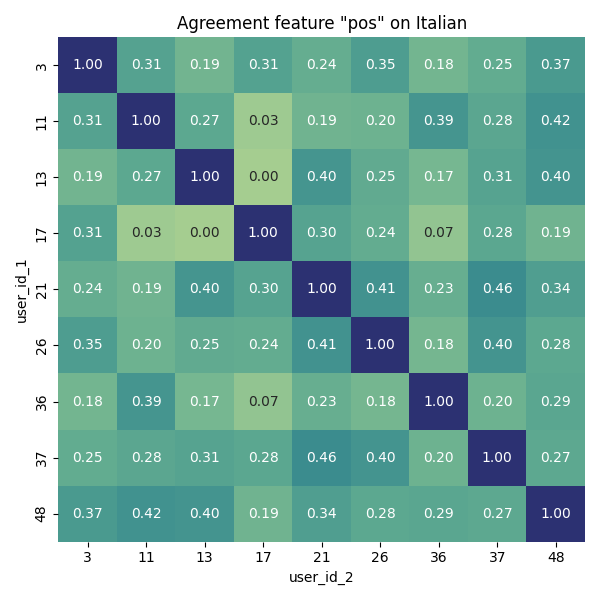 Agreement feature "pos" on Italian
3 1.00 0.31 0.19 0.31 0.24 0.35 0.18 0.25 0.37
11 0.31 1.00 0.27 0.03 0.19 0.20 0.39 0.28 0.42
13 0.19 0.27 1.00 0.00 0.40 0.25 0.17 0.31 0.40
17 0.31 0.03 0.00 1.00 0.30 0.24 0.07 0.28 0.19
21 0.24 0.19 0.40 0.30 1.00 0.41 0.23 0.46 0.34
26 0.35 0.20 0.25 0.24 0.41 1.00 0.18 0.40 0.28
36 0.18 0.39 0.17 0.07 0.23 0.18 1.00 0.20 0.29
37 0.25 0.28 0.31 0.28 0.46 0.40 0.20 1.00 0.27
48 0.37 0.42 0.40 0.19 0.34 0.28 0.29 0.27 1.00
3 11 13 17 21 26 36 37 48
user_id_2
user_id_1